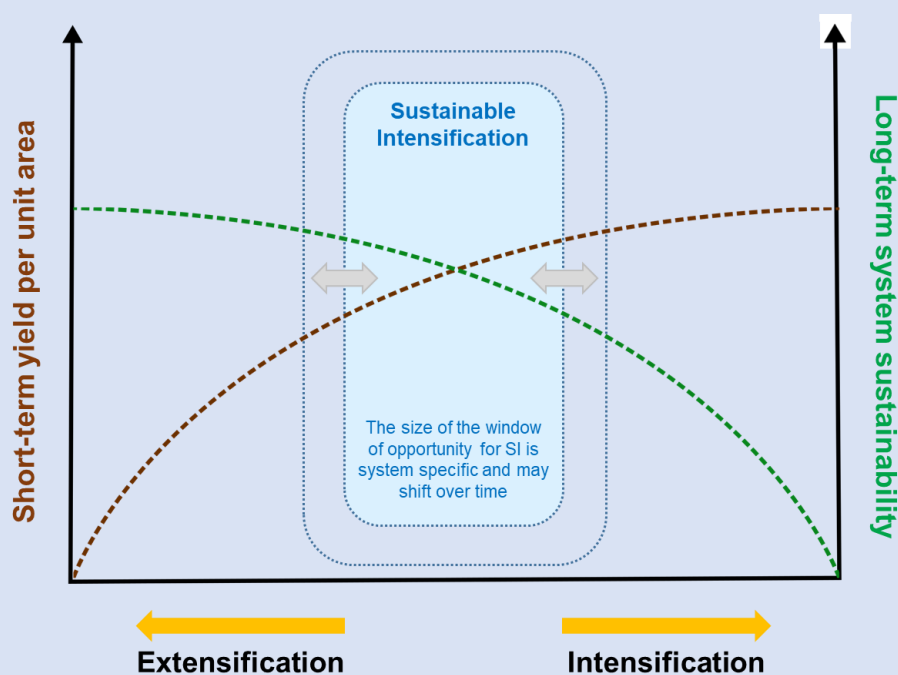 Short-term yield per unit area
Sustainable
Intensification
The size of the window
of opportunity for SI is
system specific and may
shift over time
Long-term system sustainability
Extensification
Intensification